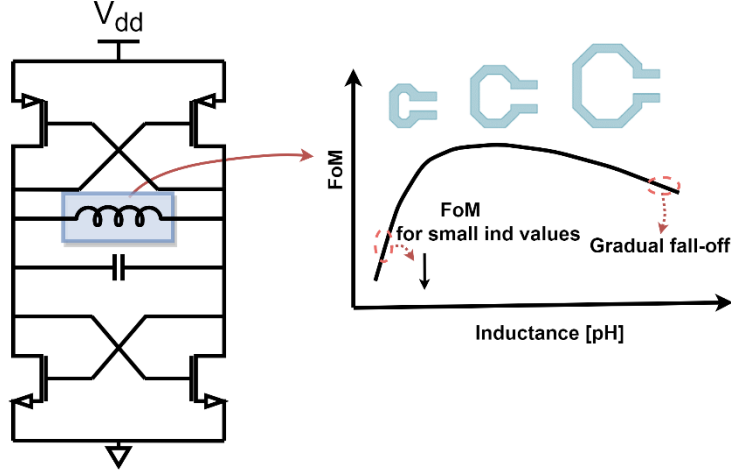 Vdd
FoM
FoM
for small ind values
Gradual fall-off
Inductance [pH]